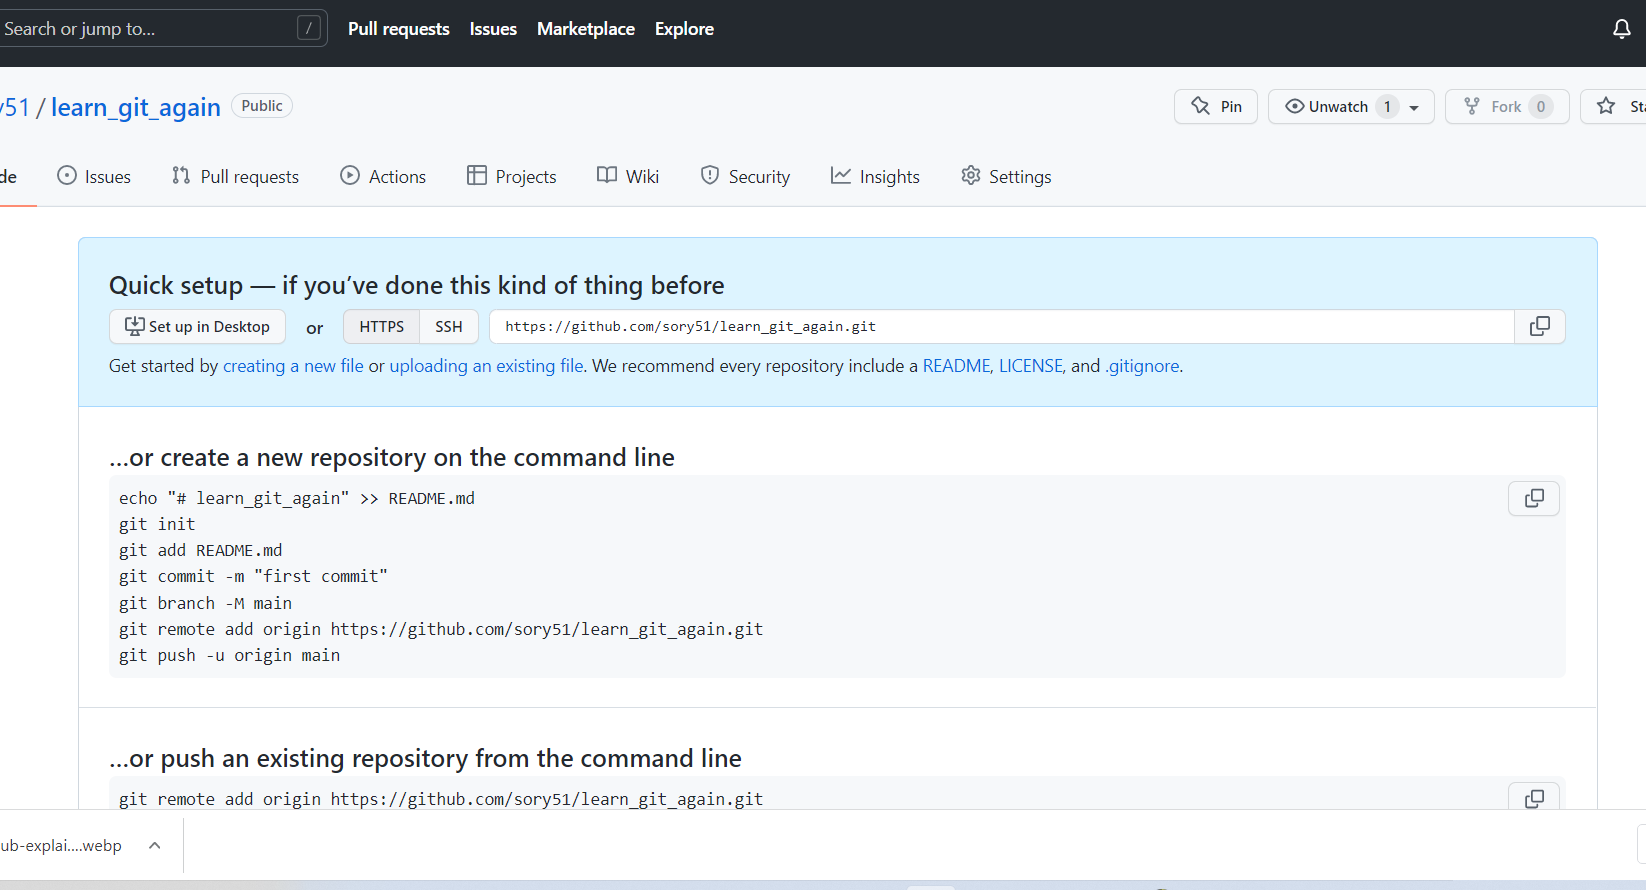 Search or jump to... /
Pull requests Issues Marketplace Explore
y51 / learn_git_again Public
Pin Unwatch 1 Fork 0 Sta
de Issues Pull requests Actions Projects Wiki Security Insights Settings
Quick setup — if you’ve done this kind of thing before
Set up in Desktop or HTTPS SSH https://github.com/sory51/learn_git_again.git
Get started by creating a new file or uploading an existing file. We recommend every repository include a README, LICENSE, and .gitignore.
…or create a new repository on the command line
echo "# learn_git_again" >> README.md
git init
git add README.md
git commit -m "first commit"
git branch -M main
git remote add origin https://github.com/sory51/learn_git_again.git
git push -u origin main
…or push an existing repository from the command line
git remote add origin https://github.com/sory51/learn_git_again.git
ub-explai....webp